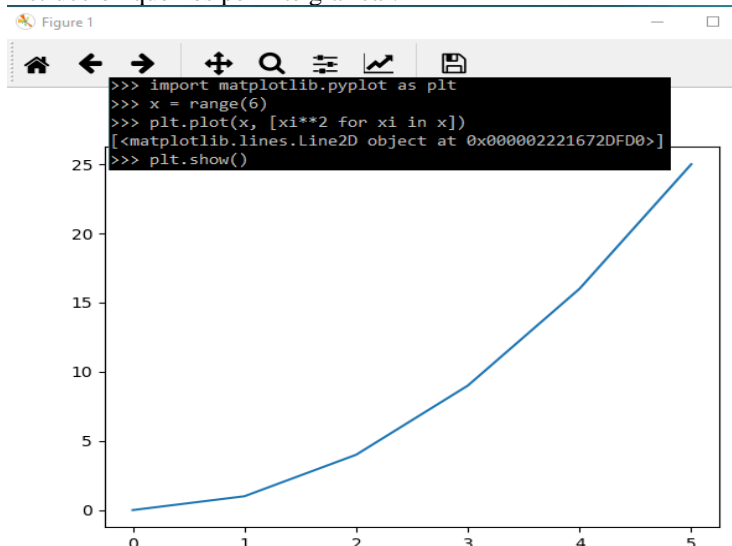 Figure 1
>>> import matplotlib.pyplot as plt
>>> x = range(6)
>>> plt.plot(x, [xi**2 for xi in x])
[<matplotlib.lines.Line2D object at 0x000002221672DFD0>]
>>> plt.show()
25
20
15
10
5
0
0 1 2 3 4 5